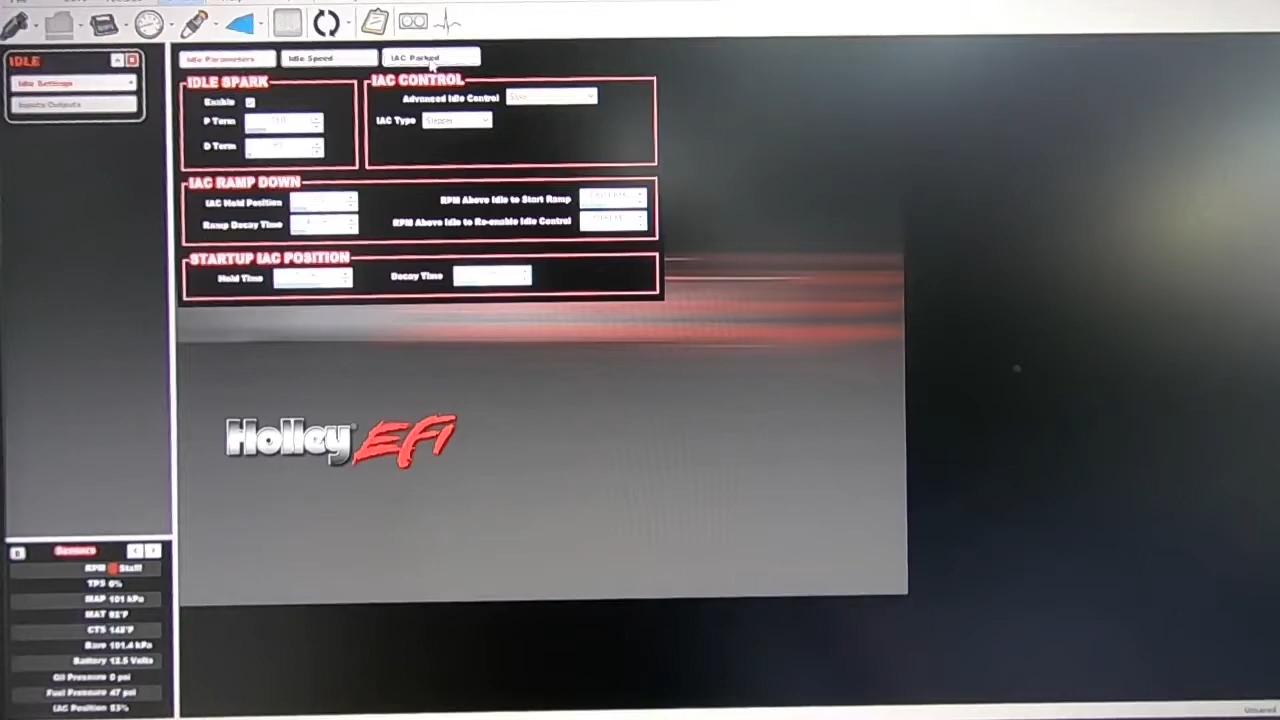 IDLE
Idle Settings
Inputs Outputs
Idle Parameters Idle Speed IAC Parked
IDLE SPARK
Enable
P Term
D Term
IAC CONTROL
Advanced Idle Control
IAC Type Stepper
IAC RAMP DOWN
IAC Hold Position
Ramp Decay Time
RPM Above Idle to Start Ramp
RPM Above Idle to Re-enable Idle Control
STARTUP IAC POSITION
Hold Time Decay Time
Holley EFI
Sensors
RPM Stall
TPS 0%
MAP 101 kPa
MAT 82°F
CTS 148°F
Baro 101.4 kPa
Battery 12.5 Volts
Oil Pressure 0 psi
Fuel Pressure 47 psi
IAC Position 53%
Unsaved